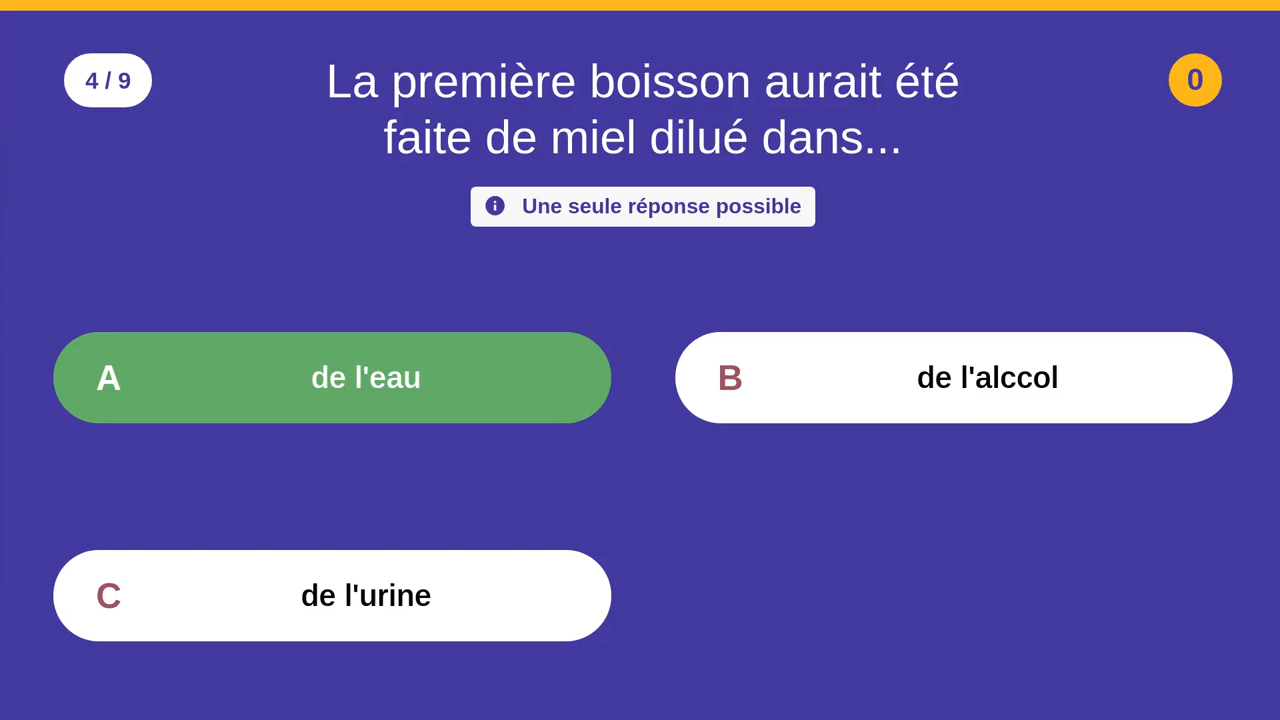 4 / 9
La première boisson aurait été
faite de miel dilué dans...
0
Une seule réponse possible
A
de l'eau
B
de l'alccol
C
de l'urine